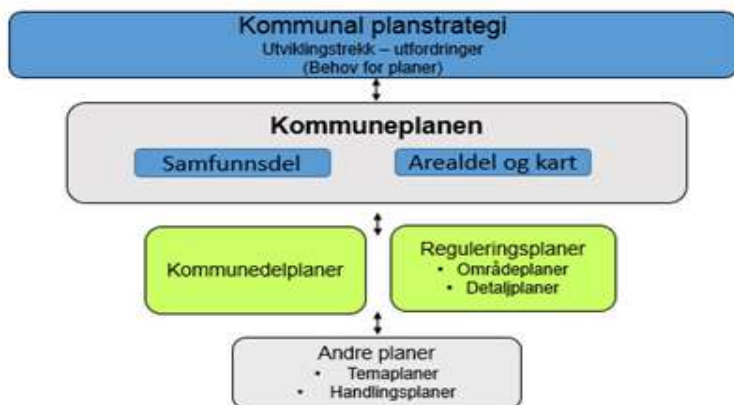 Kommunal planstrategi
Utviklingstrekk – utfordringer
(Behov for planer)
Kommuneplanen
Samfunnsdel
Arealdel og kart
Kommunedelplaner
Reguleringsplaner
• Områdeplaner
• Detaljplaner
Andre planer
• Temaplaner
• Handlingsplaner